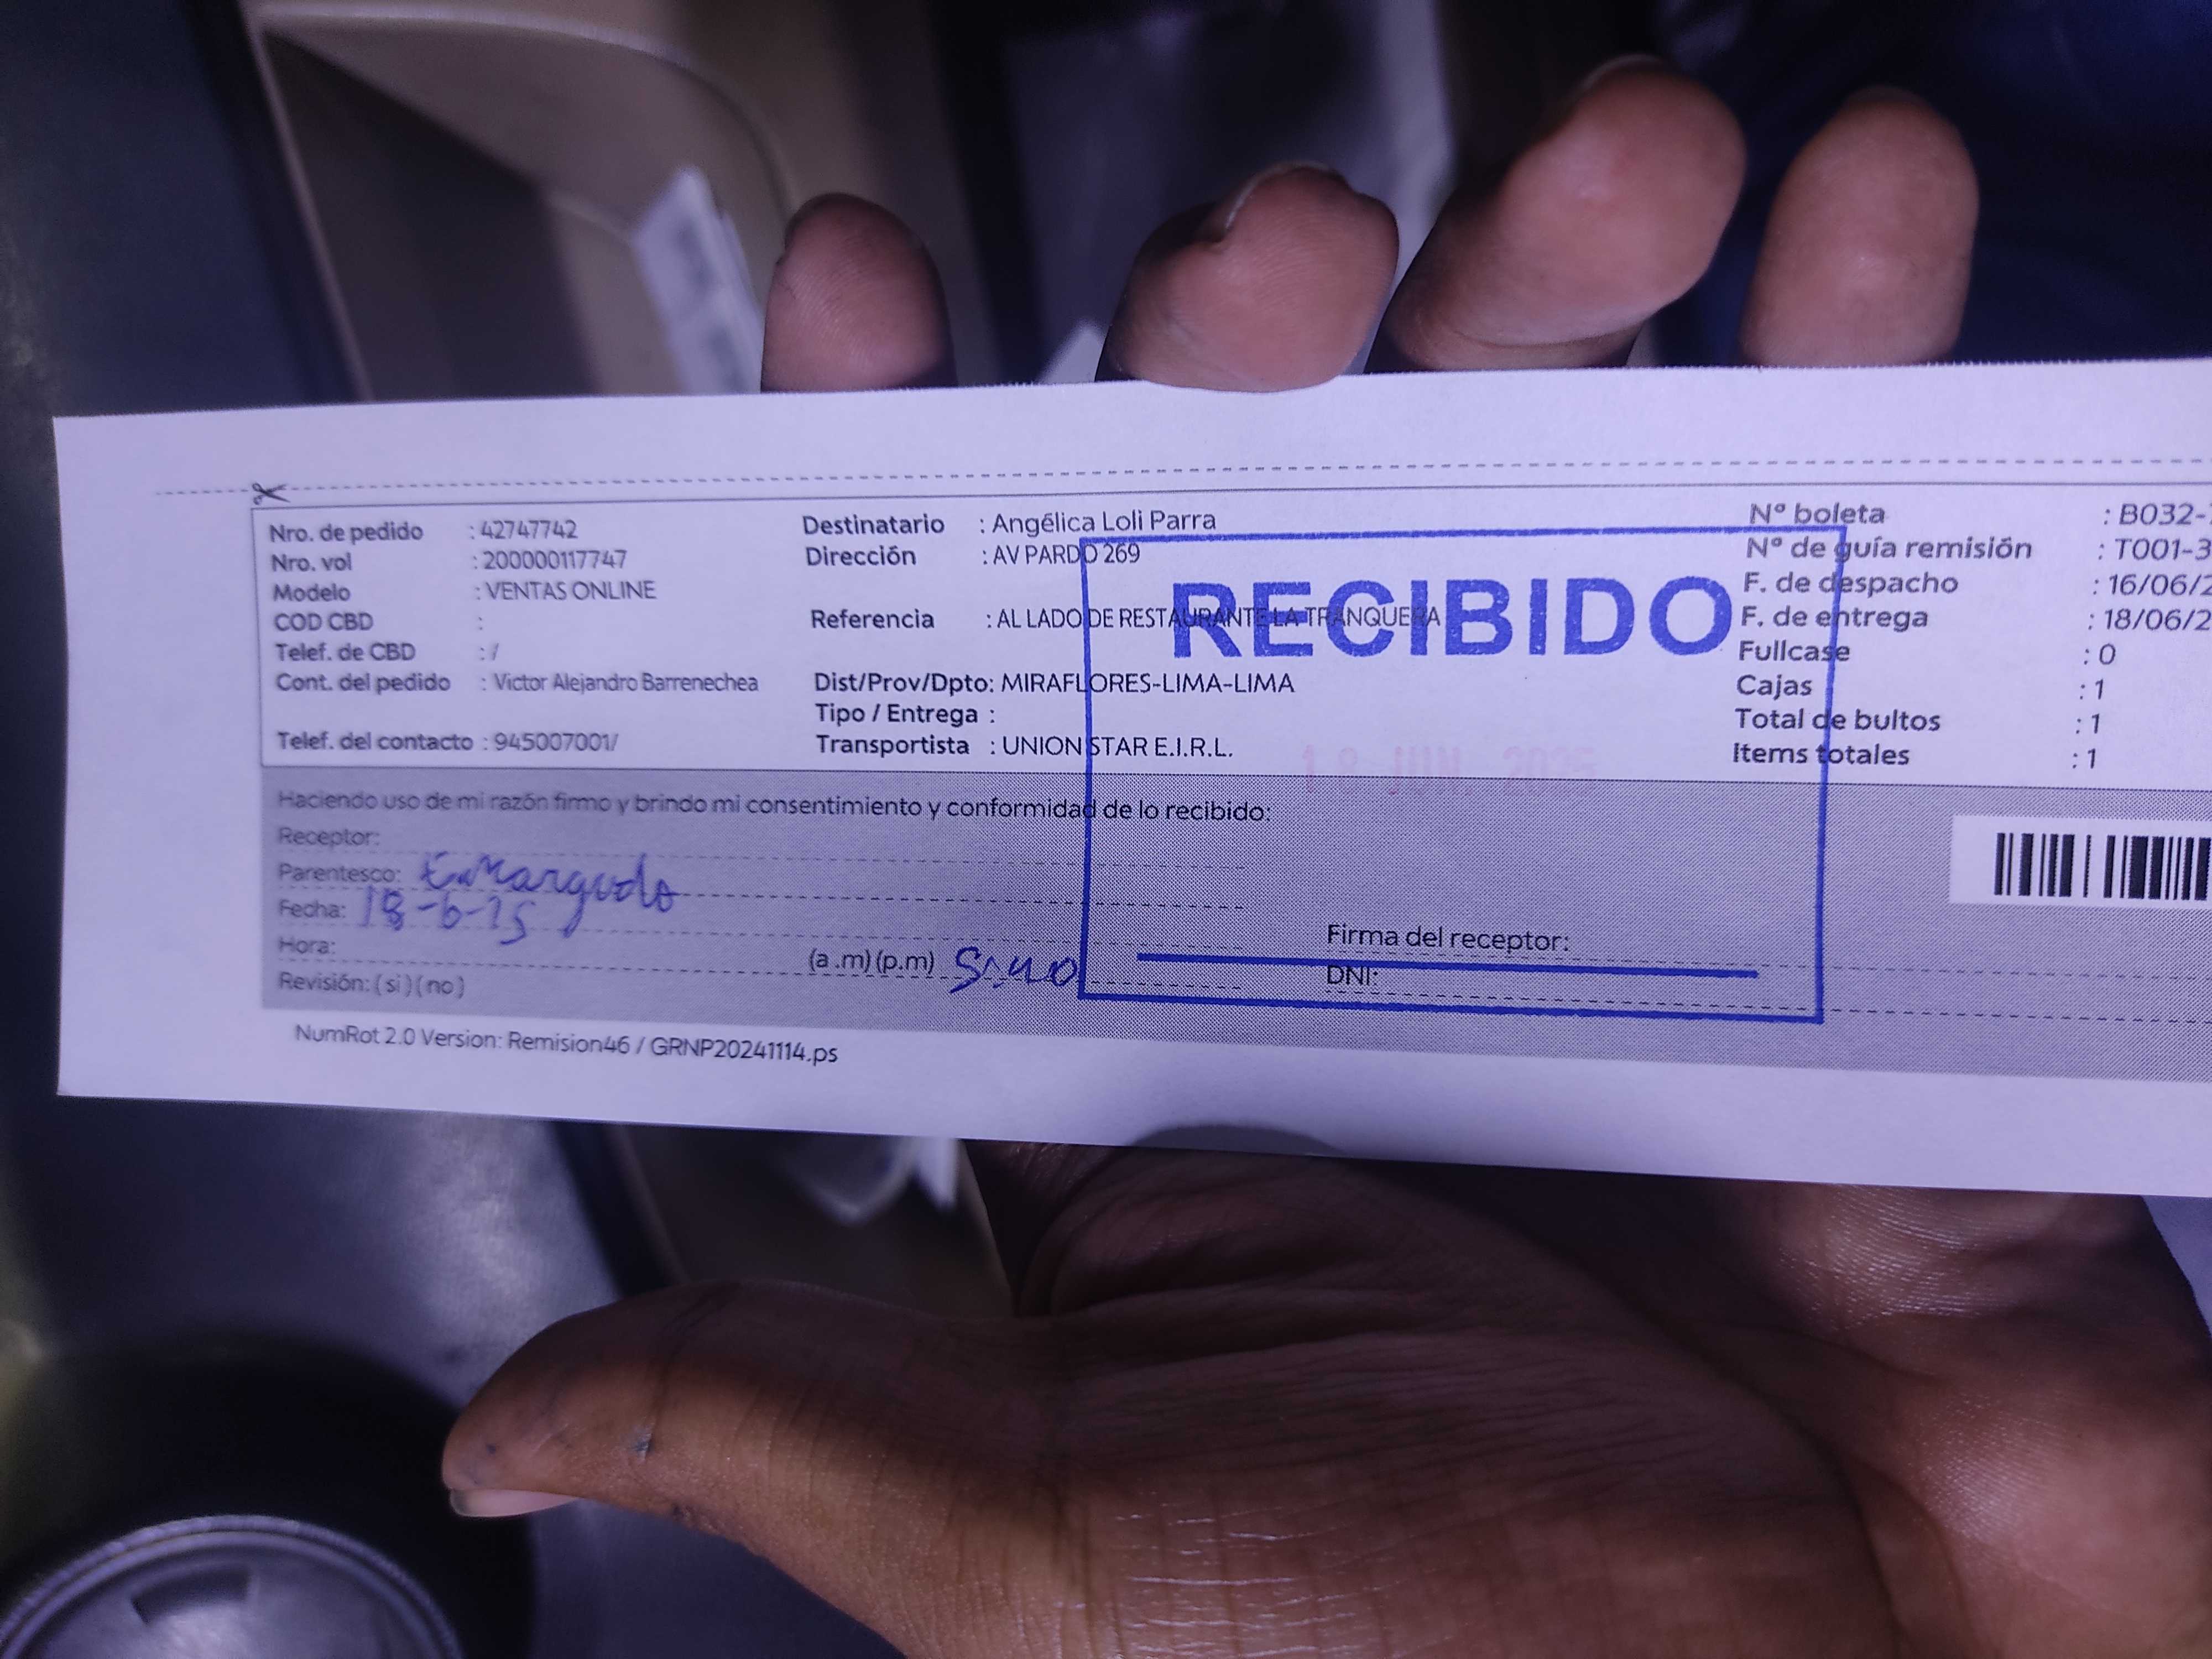 Nro. de pedido : 42747742
Nro. vol : 200000117747
Modelo : VENTAS ONLINE
COD CBD :
Telef. de CBD : /
Cont. del pedido : Victor Alejandro Barrenechea
Telef. del contacto : 945007001/
Destinatario : Angélica Loli Parra
Dirección : AV PARDO 269
Referencia : AL LADO DE RESTAURANTE LA TRANQUERA
Dist/Prov/Dpto: MIRAFLORES-LIMA-LIMA
Tipo / Entrega :
Transportista : UNION STAR E.I.R.L.
RECIBIDO
JUN.
Nº boleta : B032-
Nº de guía remisión : T001-3
F. de despacho : 16/06/2
F. de entrega : 18/06/2
Fullcase : 0
Cajas : 1
Total de bultos : 1
Items totales : 1
Haciendo uso de mi razón firmo y brindo mi consentimiento y conformidad de lo recibido:
Receptor:
Parentesco:
Fecha: 18-6-25
Hora: (a .m) (p.m)
Revisión: ( si ) ( no )
Firma del receptor:
DNI:
NumRot 2.0 Version: Remision46 / GRNP20241114.ps